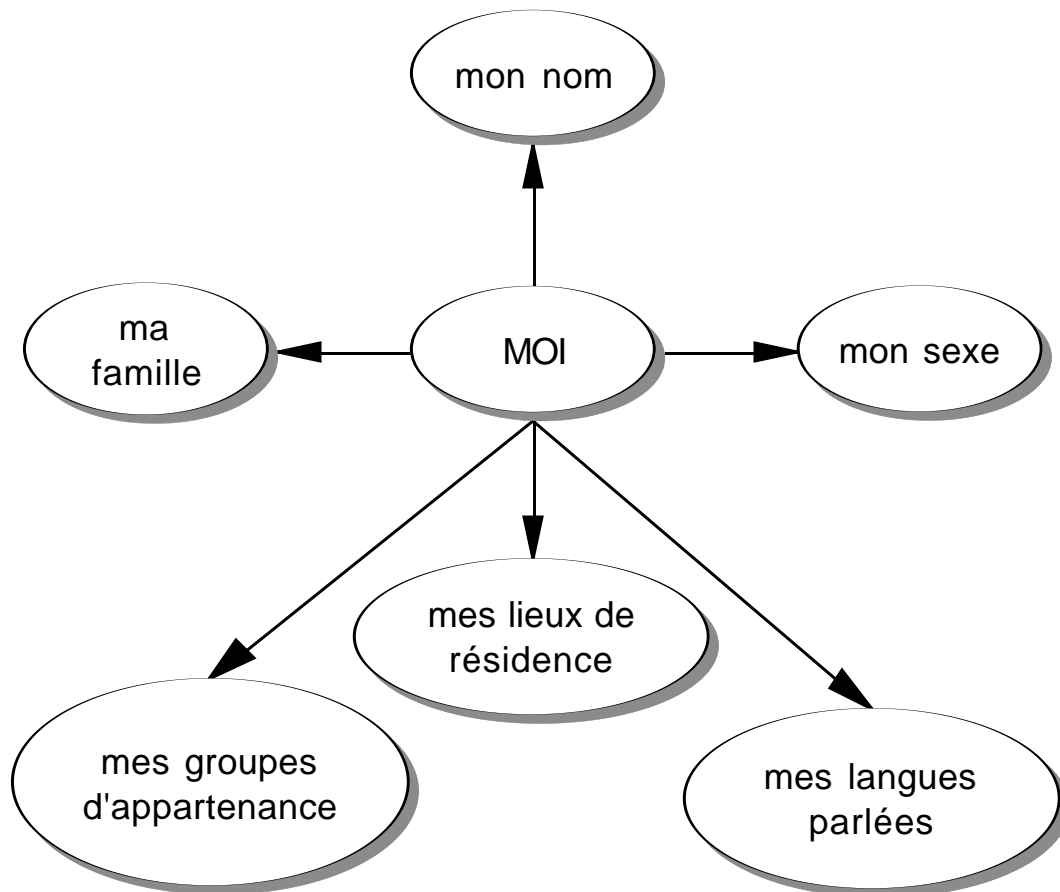 mon nom
ma
famille
MOI
mon sexe
mes lieux de
résidence
mes groupes
d'appartenance
mes langues
parlées